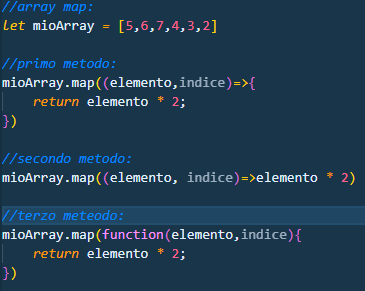 //array map:
let mioArray = [5,6,7,4,3,2]
//primo metodo:
mioArray.map((elemento,indice)=>{
return elemento * 2;
})
//secondo metodo:
mioArray.map((elemento, indice)=>elemento * 2)
//terzo meteodo:
mioArray.map(function(elemento,indice){
return elemento * 2;
})